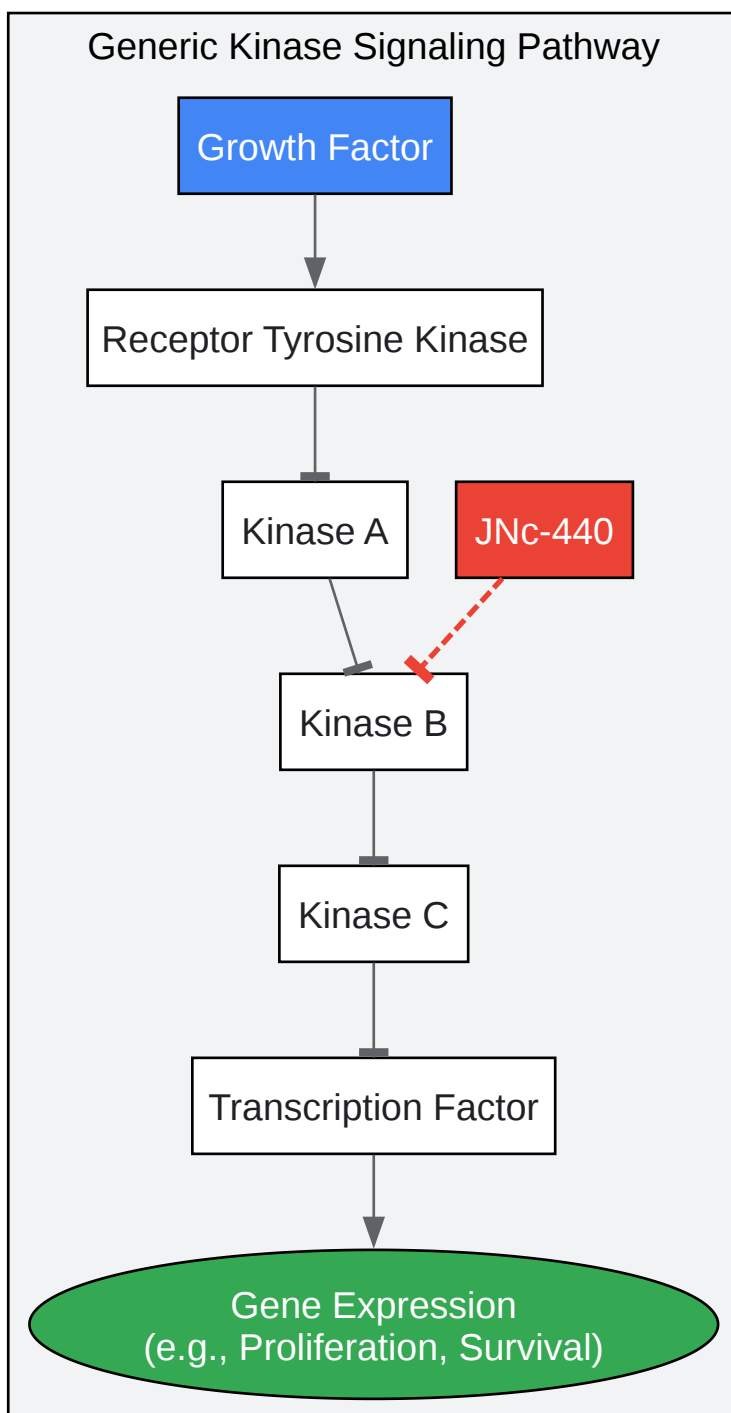 Generic Kinase Signaling Pathway
Growth Factor
Receptor Tyrosine Kinase
Kinase A
JNc-440
Kinase B
Kinase C
Transcription Factor
Gene Expression
(e.g., Proliferation, Survival)